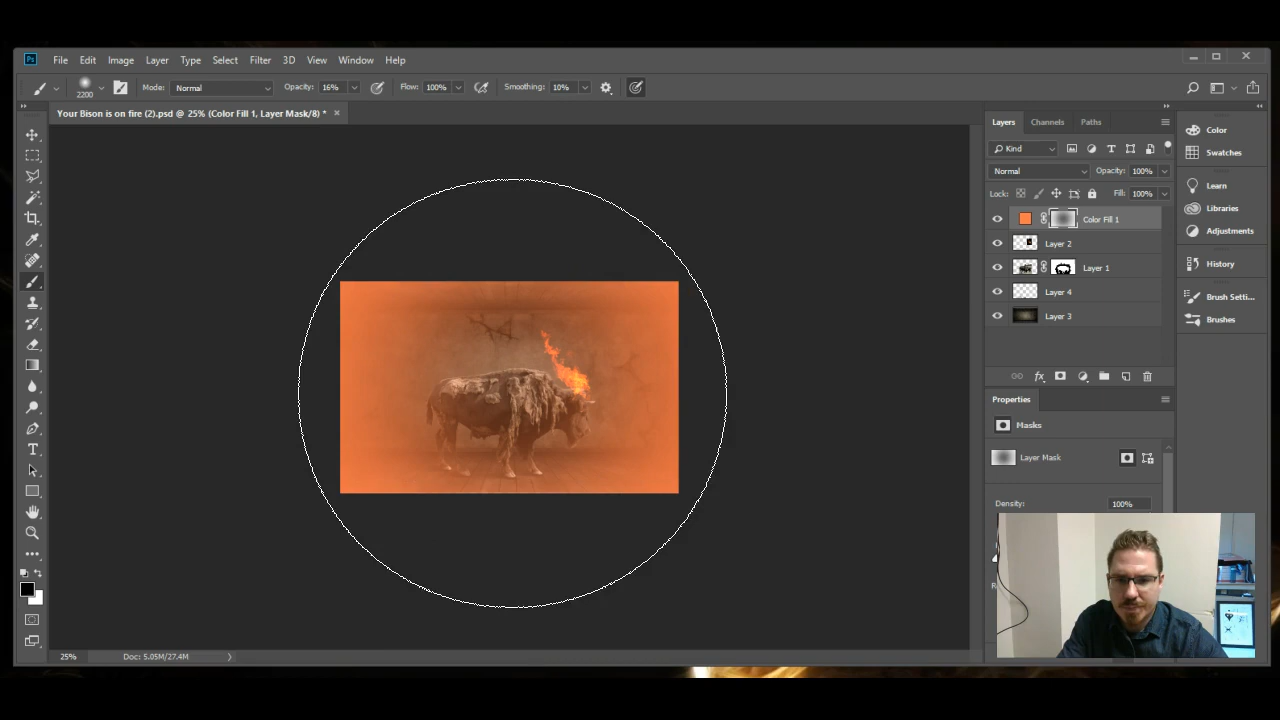 Ps File Edit Image Layer Type Select Filter 3D View Window Help
2200 Mode: Normal Opacity: 16% Flow: 100% Smoothing: 10%
Your Bison is on fire (2).psd @ 25% (Color Fill 1, Layer Mask/8) *
Layers Channels Paths
Kind
Normal Opacity: 100%
Lock: Fill: 100%
Color Fill 1
Layer 2
Layer 1
Layer 4
Layer 3
Properties
Masks
Layer Mask
Density: 100%
Color
Swatches
Learn
Libraries
Adjustments
History
Brush Setti...
Brushes
25% Doc: 5.05M/27.4M